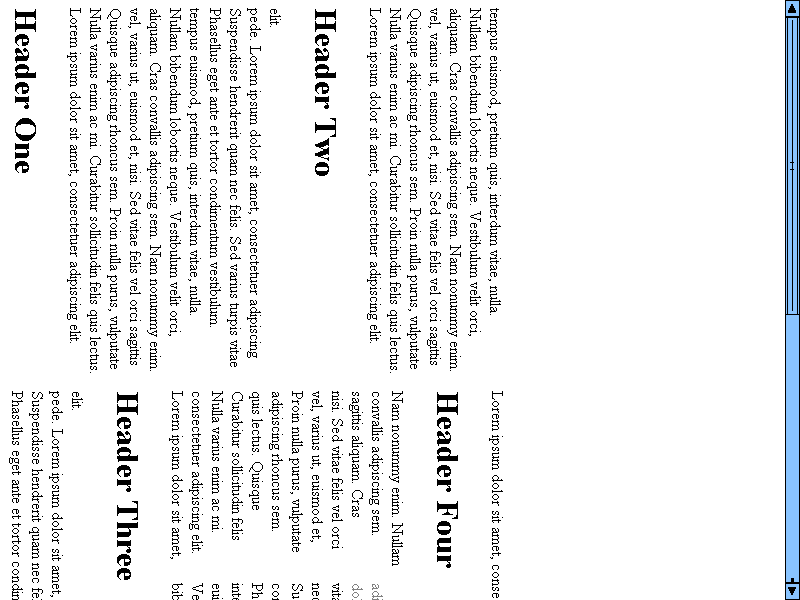 Header One
Lorem ipsum dolor sit amet, consectetuer adipiscing elit.
Nulla varius enim ac mi. Curabitur sollicitudin felis quis lectus.
Quisque adipiscing rhoncus sem. Proin nulla purus, vulputate
vel, varius ut, euismod et, nisi. Sed vitae felis vel orci sagittis
aliquam. Cras convallis adipiscing sem. Nam nonummy enim.
Nullam bibendum lobortis neque. Vestibulum velit orci,
tempus euismod, pretium quis, interdum vitae, nulla.
Phasellus eget ante et tortor condimentum vestibulum.
Suspendisse hendrerit quam nec felis. Sed varius turpis vitae
pede. Lorem ipsum dolor sit amet, consectetuer adipiscing
elit.
Header Two
Lorem ipsum dolor sit amet, consectetuer adipiscing elit.
Nulla varius enim ac mi. Curabitur sollicitudin felis quis lectus.
Quisque adipiscing rhoncus sem. Proin nulla purus, vulputate
vel, varius ut, euismod et, nisi. Sed vitae felis vel orci sagittis
aliquam. Cras convallis adipiscing sem. Nam nonummy enim.
Nullam bibendum lobortis neque. Vestibulum velit orci,
tempus euismod, pretium quis, interdum vitae, nulla.
Phasellus eget ante et tortor condin
Suspendisse hendrerit quam nec fe
pede. Lorem ipsum dolor sit amet,
elit.
Header Three
Lorem ipsum dolor sit amet,
consectetuer adipiscing elit.
Nulla varius enim ac mi.
Curabitur sollicitudin felis
quis lectus. Quisque
adipiscing rhoncus sem.
Proin nulla purus, vulputate
vel, varius ut, euismod et,
nisi. Sed vitae felis vel orci
sagittis aliquam. Cras
convallis adipiscing sem.
Nam nonummy enim. Nullam
bib
Ve
eui
inte
Ph
Su
nec
vita
Header Four
Lorem ipsum dolor sit amet, conse